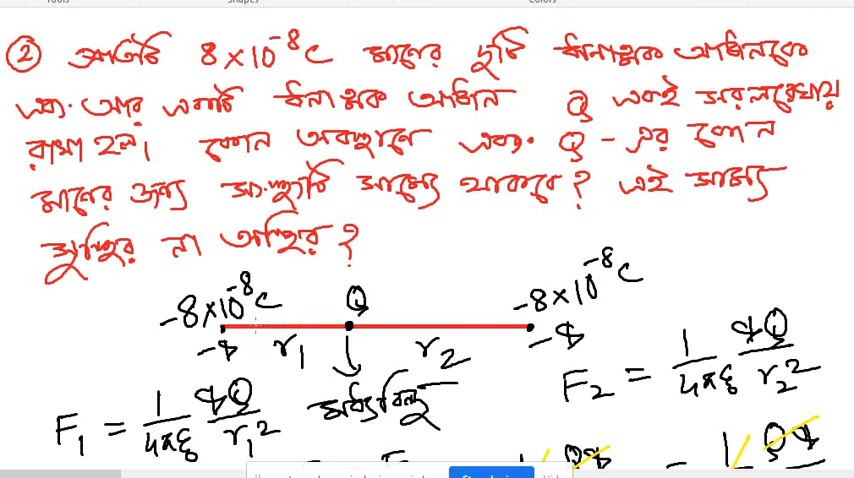 ② প্রতিটি 8×10⁻⁸C মানের দুটি ঋনাত্মক আধানকে
এবং আর একটি ধনাত্মক আধান Q একই সরলরেখায়
রাখা হল। কোন অবস্থানে এবং Q-এর কোন
মানের জন্য সংস্থাটি সাম্যে থাকবে? এই সাম্য
সুস্থির না অস্থির?
-8×10⁻⁸C Q -8×10⁻⁸C
-q r₁ r₂ -q
মধ্যবিন্দু
F₁ = 1/4πε₀ qQ/r₁²
F₂ = 1/4πε₀ qQ/r₂²